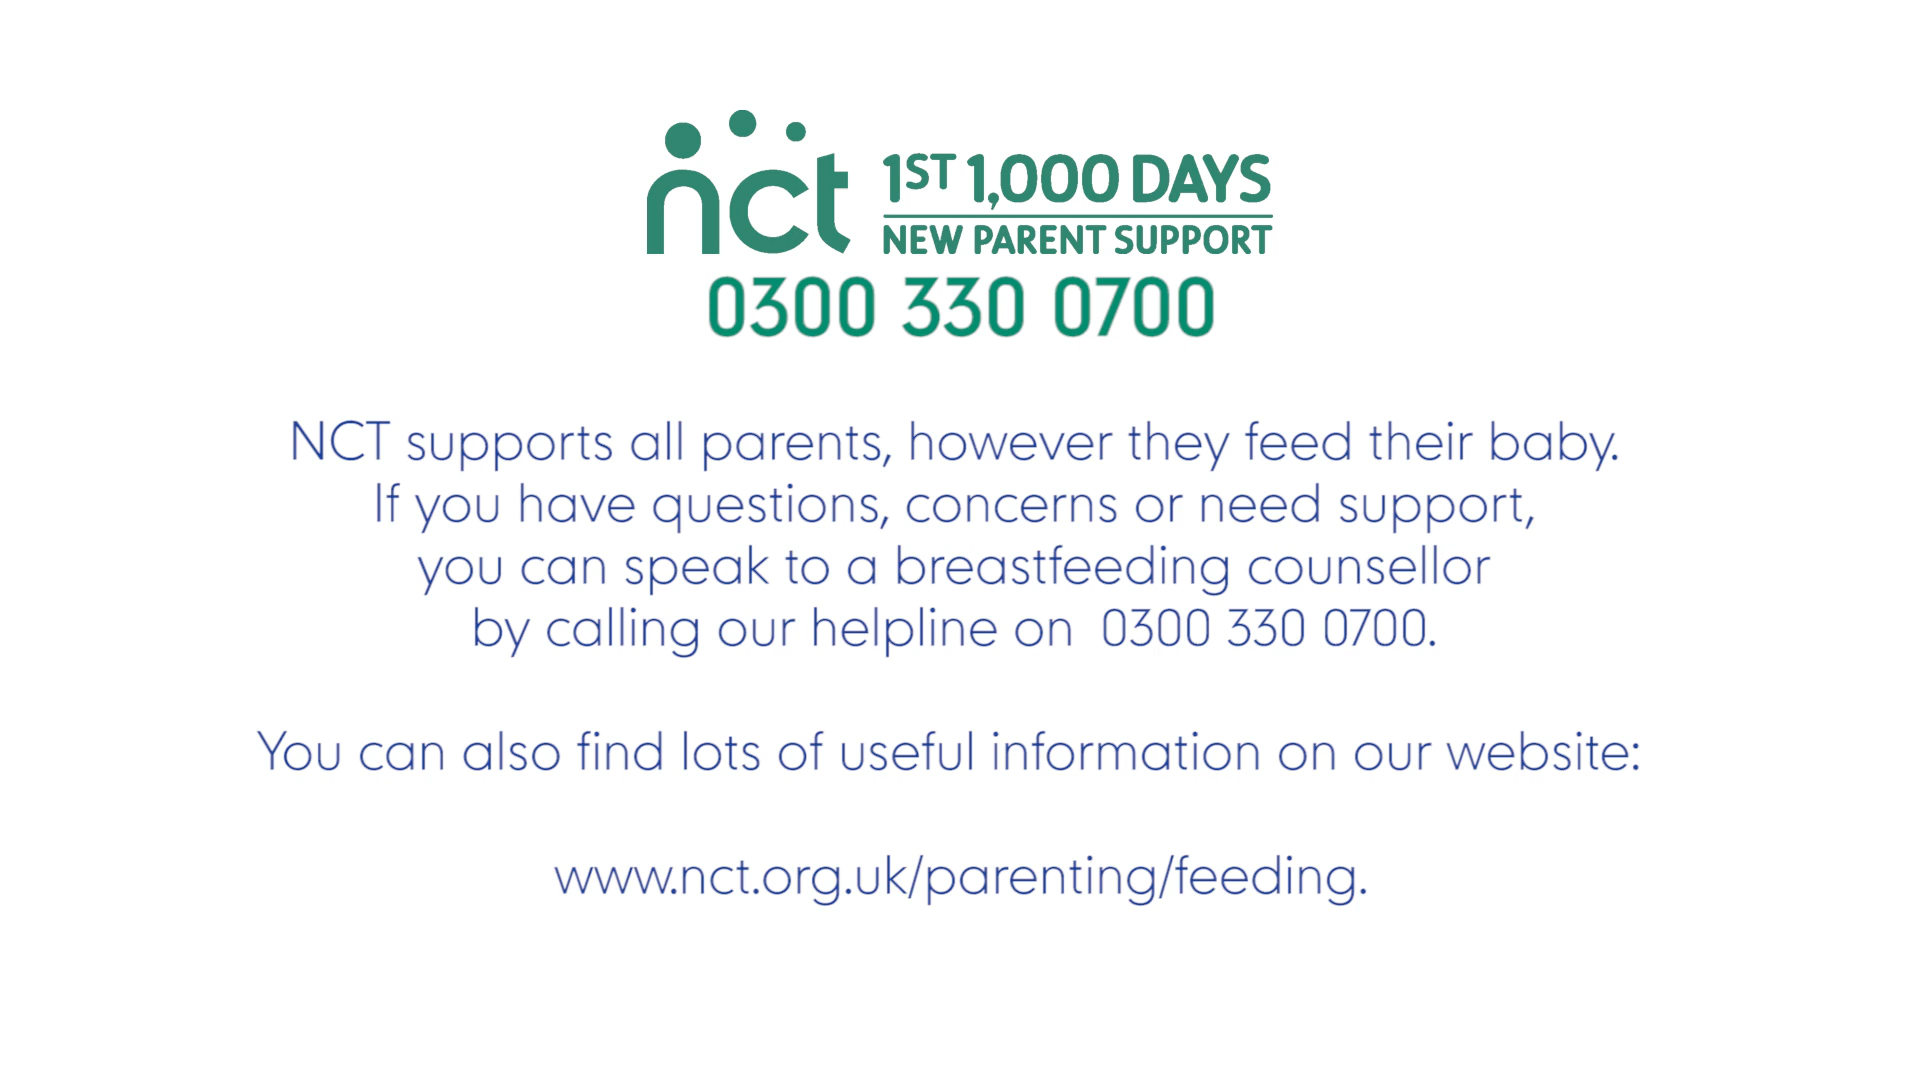 nct 1ST 1,000 DAYS
NEW PARENT SUPPORT
0300 330 0700
NCT supports all parents, however they feed their baby.
If you have questions, concerns or need support,
you can speak to a breastfeeding counsellor
by calling our helpline on 0300 330 0700.
You can also find lots of useful information on our website:
www.nct.org.uk/parenting/feeding.